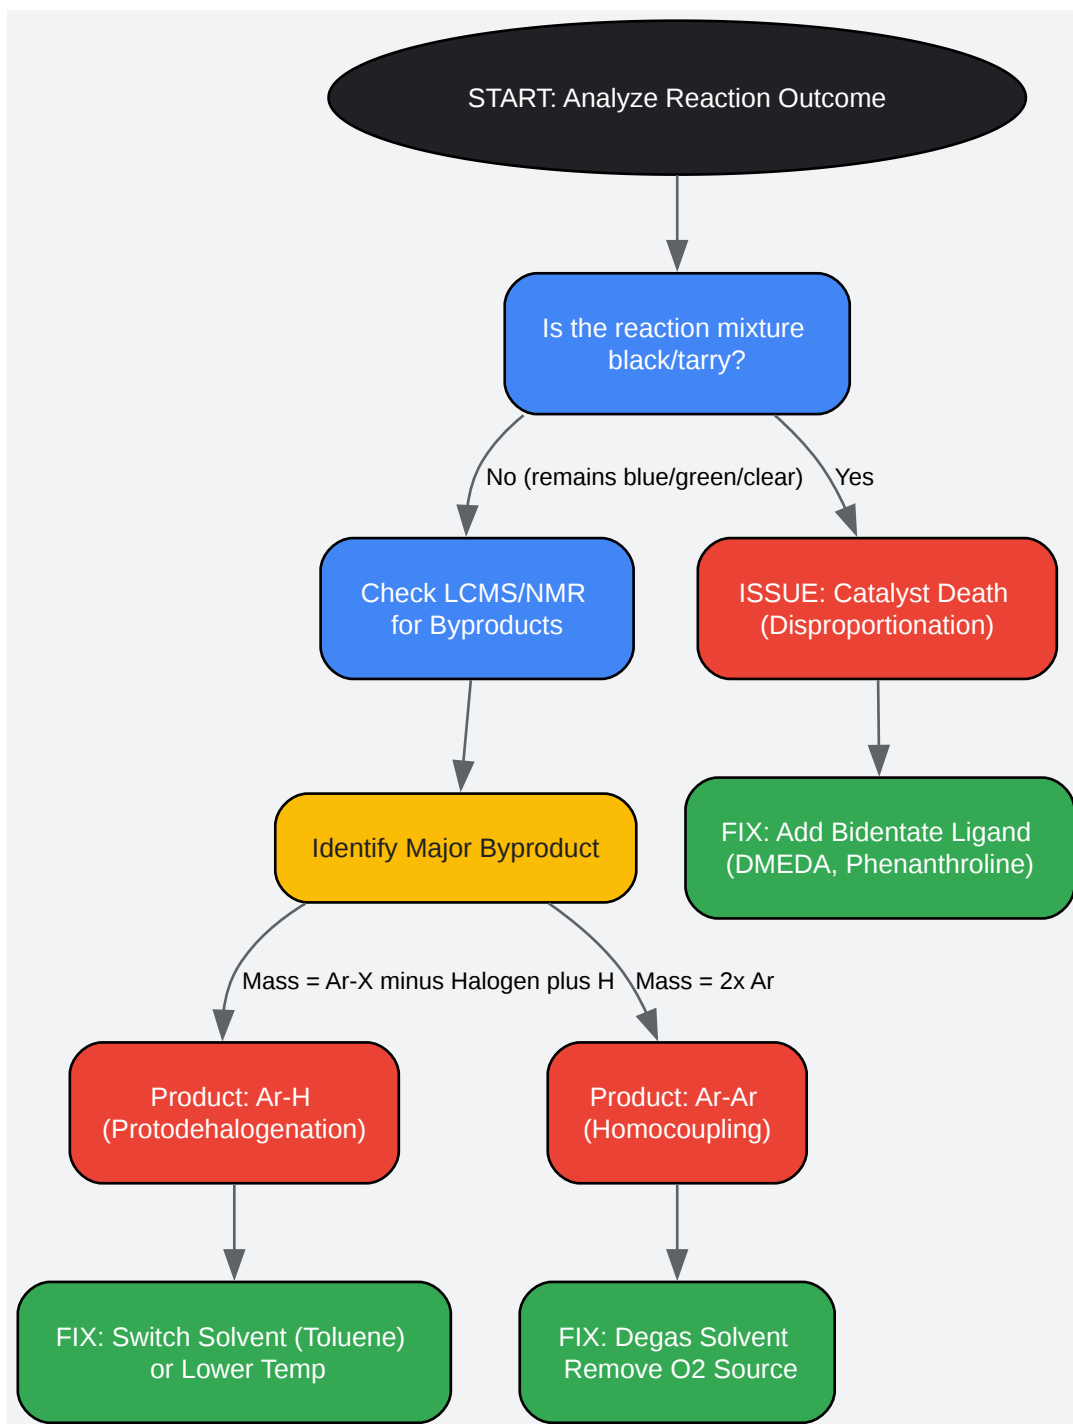 START: Analyze Reaction Outcome
Is the reaction mixture
black/tarry?
No (remains blue/green/clear)
Yes
Check LCMS/NMR
for Byproducts
ISSUE: Catalyst Death
(Disproportionation)
Identify Major Byproduct
FIX: Add Bidentate Ligand
(DMEDA, Phenanthroline)
Mass = Ar-X minus Halogen plus H
Mass = 2x Ar
Product: Ar-H
(Protodehalogenation)
Product: Ar-Ar
(Homocoupling)
FIX: Switch Solvent (Toluene)
or Lower Temp
FIX: Degas Solvent
Remove O2 Source